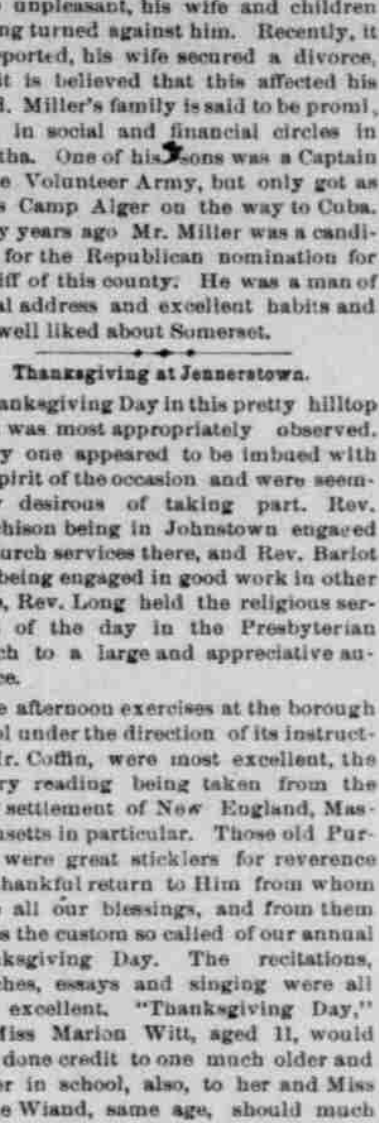 unpleasant, his wife and children
ng turned against him. Recently, it
ported, his wife secured a divorce,
it is believed that this affected his
l. Miller's family is said to be promi,
in social and financial circles in
tha. One of his sons was a Captain
e Volunteer Army, but only got as
s Camp Alger on the way to Cuba.
y years ago Mr. Miller was a candi-
for the Republican nomination for
iff of this county. He was a man of
al address and excellent habits and
well liked about Somerset.
Thanksgiving at Jennerstown.
anksgiving Day in this pretty hilltop
was most appropriately observed.
y one appeared to be imbued with
pirit of the occasion and were seem-
y desirous of taking part. Rev.
chison being in Johnstown engaged
urch services there, and Rev. Barlot
being engaged in good work in other
, Rev. Long held the religious ser-
of the day in the Presbyterian
ch to a large and appreciative au-
ce.
e afternoon exercises at the borough
ol under the direction of its instruct-
Mr. Coffin, were most excellent, the
ry reading being taken from the
settlement of New England, Mas-
usetts in particular. Those old Pur-
were great sticklers for reverence
hankful return to Him from whom
all our blessings, and from them
s the custom so called of our annual
ksgiving Day. The recitations,
ches, essays and singing were all
excellent. "Thanksgiving Day,"
Miss Marion Witt, aged 11, would
done credit to one much older and
er in school, also, to her and Miss
e Wiand, same age, should much